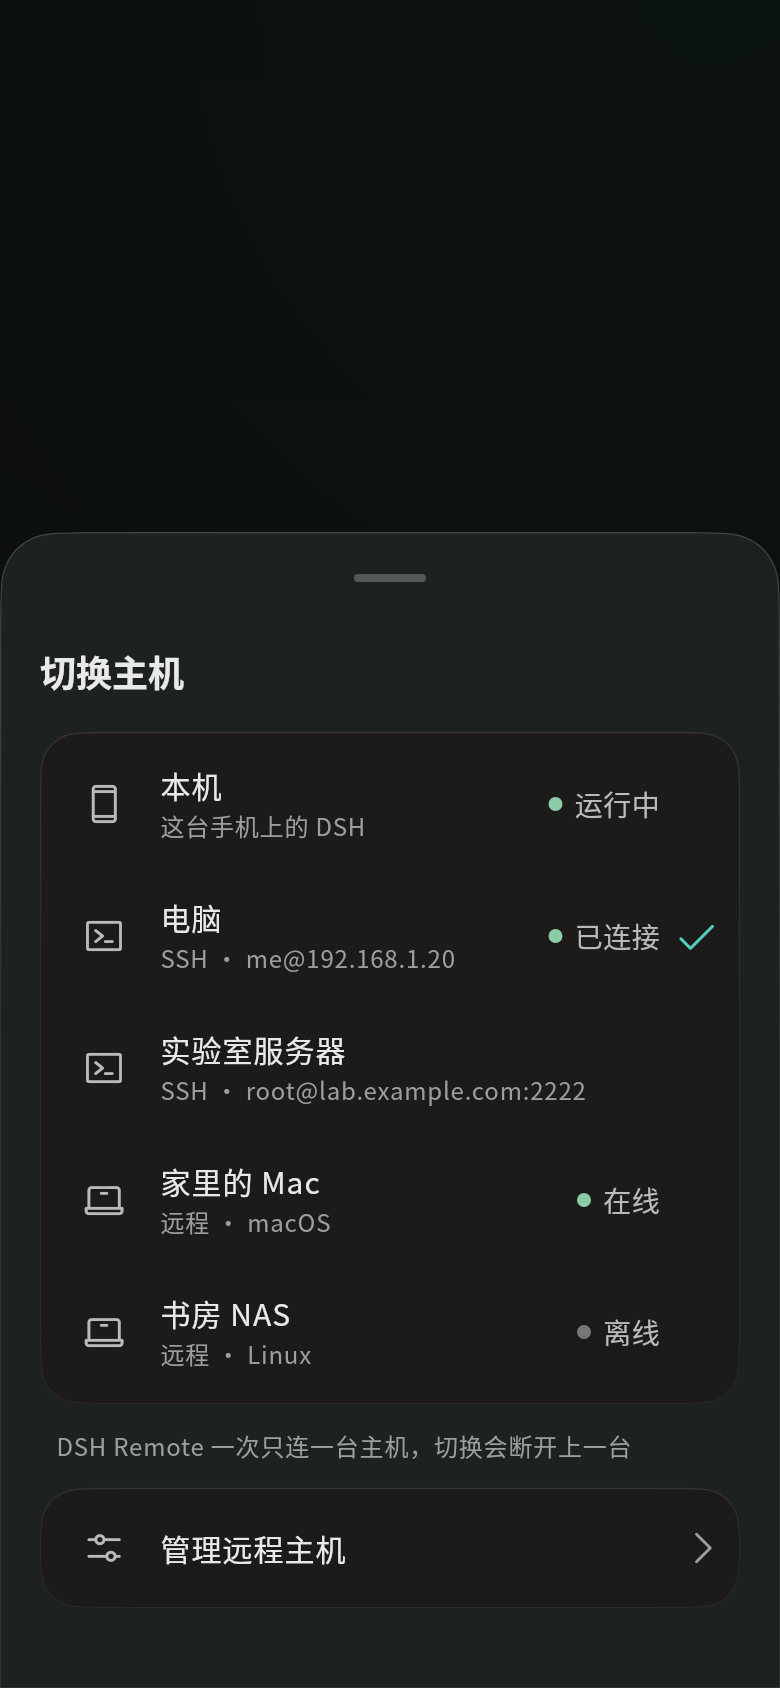 切换主机
本机
这台手机上的 DSH
运行中
电脑
SSH · me@192.168.1.20
已连接
实验室服务器
SSH · root@lab.example.com:2222
家里的 Mac
远程 · macOS
在线
书房 NAS
远程 · Linux
离线
DSH Remote 一次只连一台主机，切换会断开上一台
管理远程主机